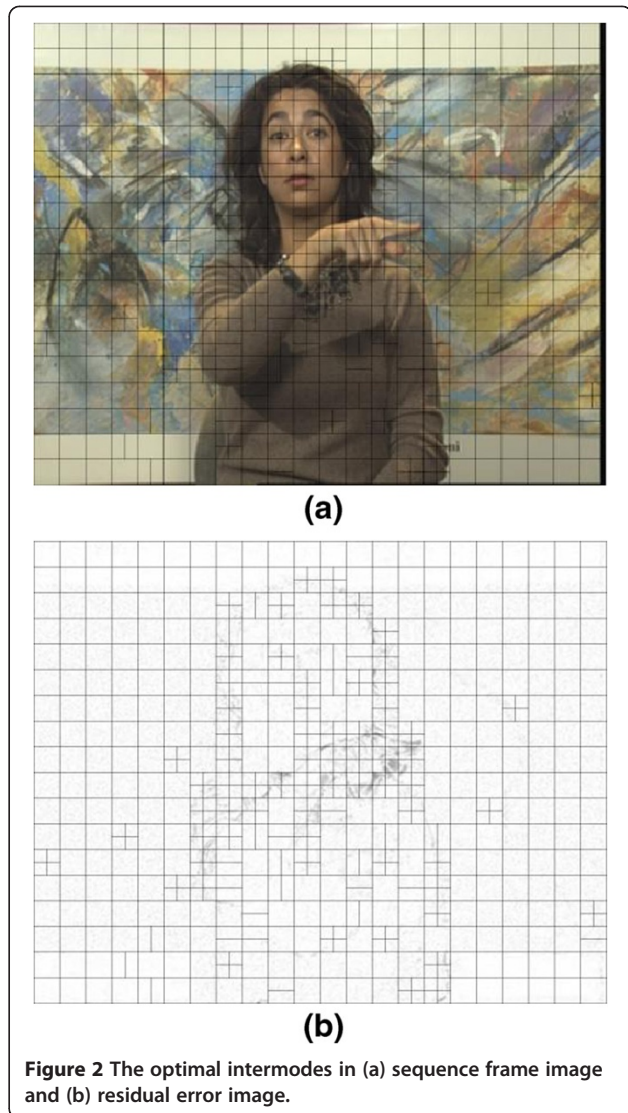 (a)
(b)
Figure 2 The optimal intermodes in (a) sequence frame image
and (b) residual error image.